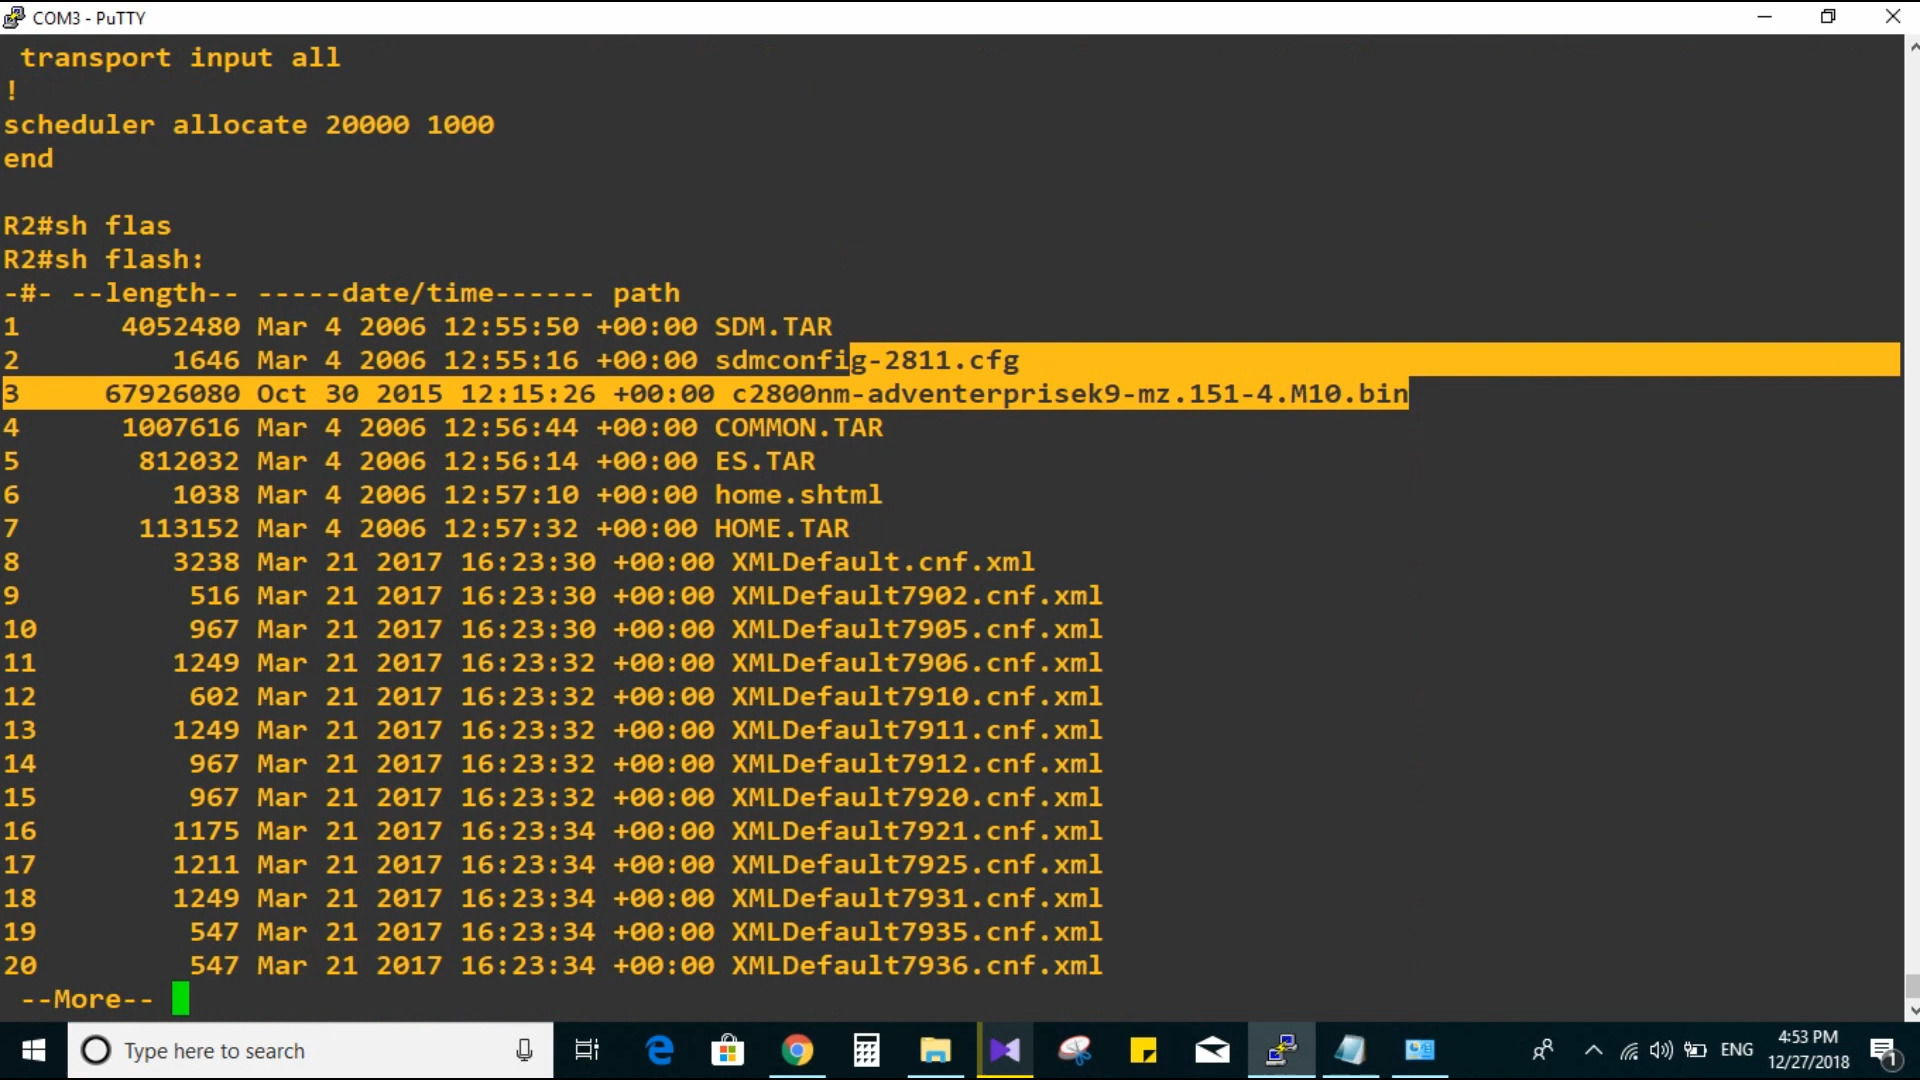 COM3 - PuTTY
transport input all
!
scheduler allocate 20000 1000
end
R2#sh flas
R2#sh flash:
-#- --length-- -----date/time------ path
1 4052480 Mar 4 2006 12:55:50 +00:00 SDM.TAR
2 1646 Mar 4 2006 12:55:16 +00:00 sdmconfig-2811.cfg
3 67926080 Oct 30 2015 12:15:26 +00:00 c2800nm-adventerprisek9-mz.151-4.M10.bin
4 1007616 Mar 4 2006 12:56:44 +00:00 COMMON.TAR
5 812032 Mar 4 2006 12:56:14 +00:00 ES.TAR
6 1038 Mar 4 2006 12:57:10 +00:00 home.shtml
7 113152 Mar 4 2006 12:57:32 +00:00 HOME.TAR
8 3238 Mar 21 2017 16:23:30 +00:00 XMLDefault.cnf.xml
9 516 Mar 21 2017 16:23:30 +00:00 XMLDefault7902.cnf.xml
10 967 Mar 21 2017 16:23:30 +00:00 XMLDefault7905.cnf.xml
11 1249 Mar 21 2017 16:23:32 +00:00 XMLDefault7906.cnf.xml
12 602 Mar 21 2017 16:23:32 +00:00 XMLDefault7910.cnf.xml
13 1249 Mar 21 2017 16:23:32 +00:00 XMLDefault7911.cnf.xml
14 967 Mar 21 2017 16:23:32 +00:00 XMLDefault7912.cnf.xml
15 967 Mar 21 2017 16:23:32 +00:00 XMLDefault7920.cnf.xml
16 1175 Mar 21 2017 16:23:34 +00:00 XMLDefault7921.cnf.xml
17 1211 Mar 21 2017 16:23:34 +00:00 XMLDefault7925.cnf.xml
18 1249 Mar 21 2017 16:23:34 +00:00 XMLDefault7931.cnf.xml
19 547 Mar 21 2017 16:23:34 +00:00 XMLDefault7935.cnf.xml
20 547 Mar 21 2017 16:23:34 +00:00 XMLDefault7936.cnf.xml
--More--
Type here to search
ENG
4:53 PM
12/27/2018
1